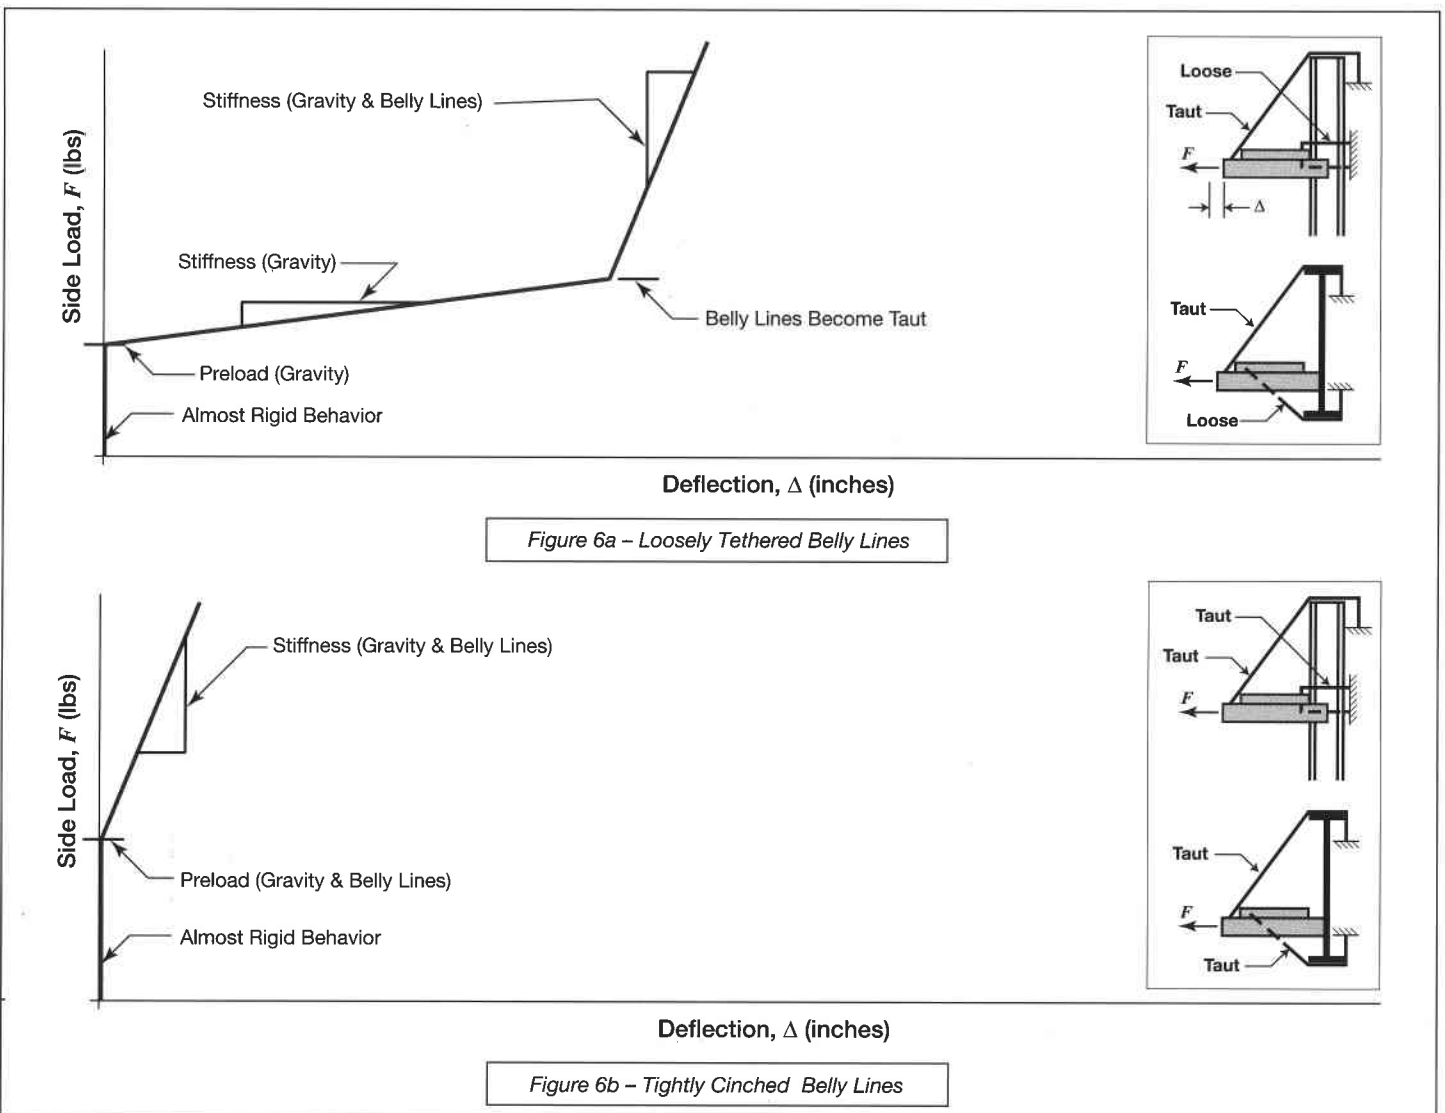 Side Load, F (lbs)
Stiffness (Gravity & Belly Lines)
Stiffness (Gravity)
Belly Lines Become Taut
Preload (Gravity)
Almost Rigid Behavior
Deflection, Δ (inches)
Loose
Taut
F
Δ
Taut
F
Loose
Figure 6a – Loosely Tethered Belly Lines
Side Load, F (lbs)
Stiffness (Gravity & Belly Lines)
Preload (Gravity & Belly Lines)
Almost Rigid Behavior
Deflection, Δ (inches)
Taut
Taut
F
Taut
F
Taut
Figure 6b – Tightly Cinched Belly Lines